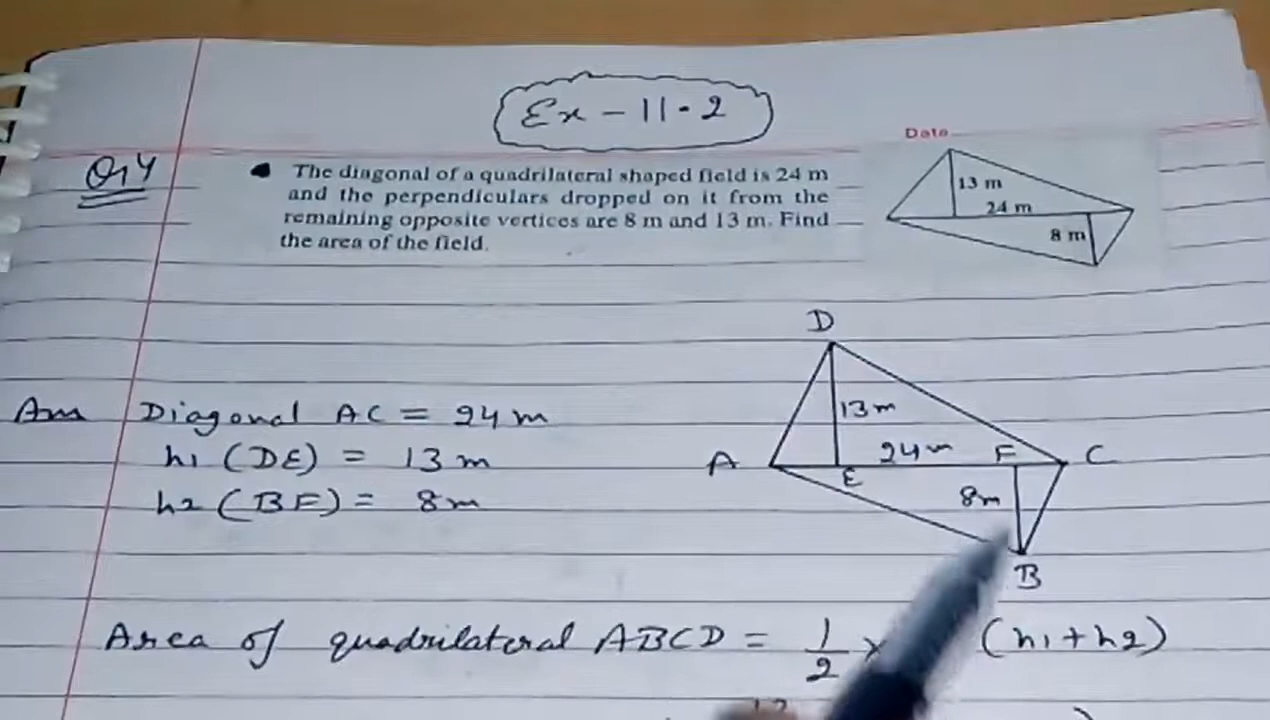 Ex - 11.2
Date
Q.4
The diagonal of a quadrilateral shaped field is 24 m
and the perpendiculars dropped on it from the
remaining opposite vertices are 8 m and 13 m. Find
the area of the field.
13 m
24 m
8 m
D
Ans Diagonal AC = 24 m
13 m
h1 (DE) = 13 m
A
E
24 m
F
C
h2 (BF) = 8 m
8m
B
Area of quadrilateral ABCD = 1/2 × (h1 + h2)